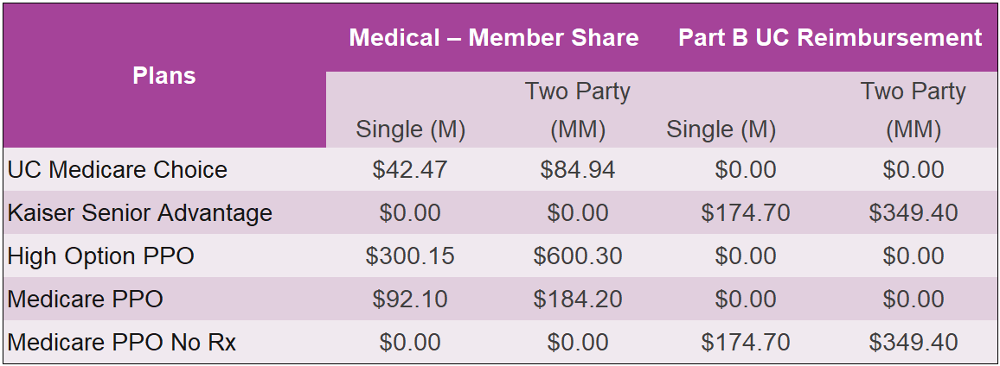 Plans
Medical – Member Share Part B UC Reimbursement
Single (M) Two Party (MM) Single (M) Two Party (MM)
UC Medicare Choice $42.47 $84.94 $0.00 $0.00
Kaiser Senior Advantage $0.00 $0.00 $174.70 $349.40
High Option PPO $300.15 $600.30 $0.00 $0.00
Medicare PPO $92.10 $184.20 $0.00 $0.00
Medicare PPO No Rx $0.00 $0.00 $174.70 $349.40